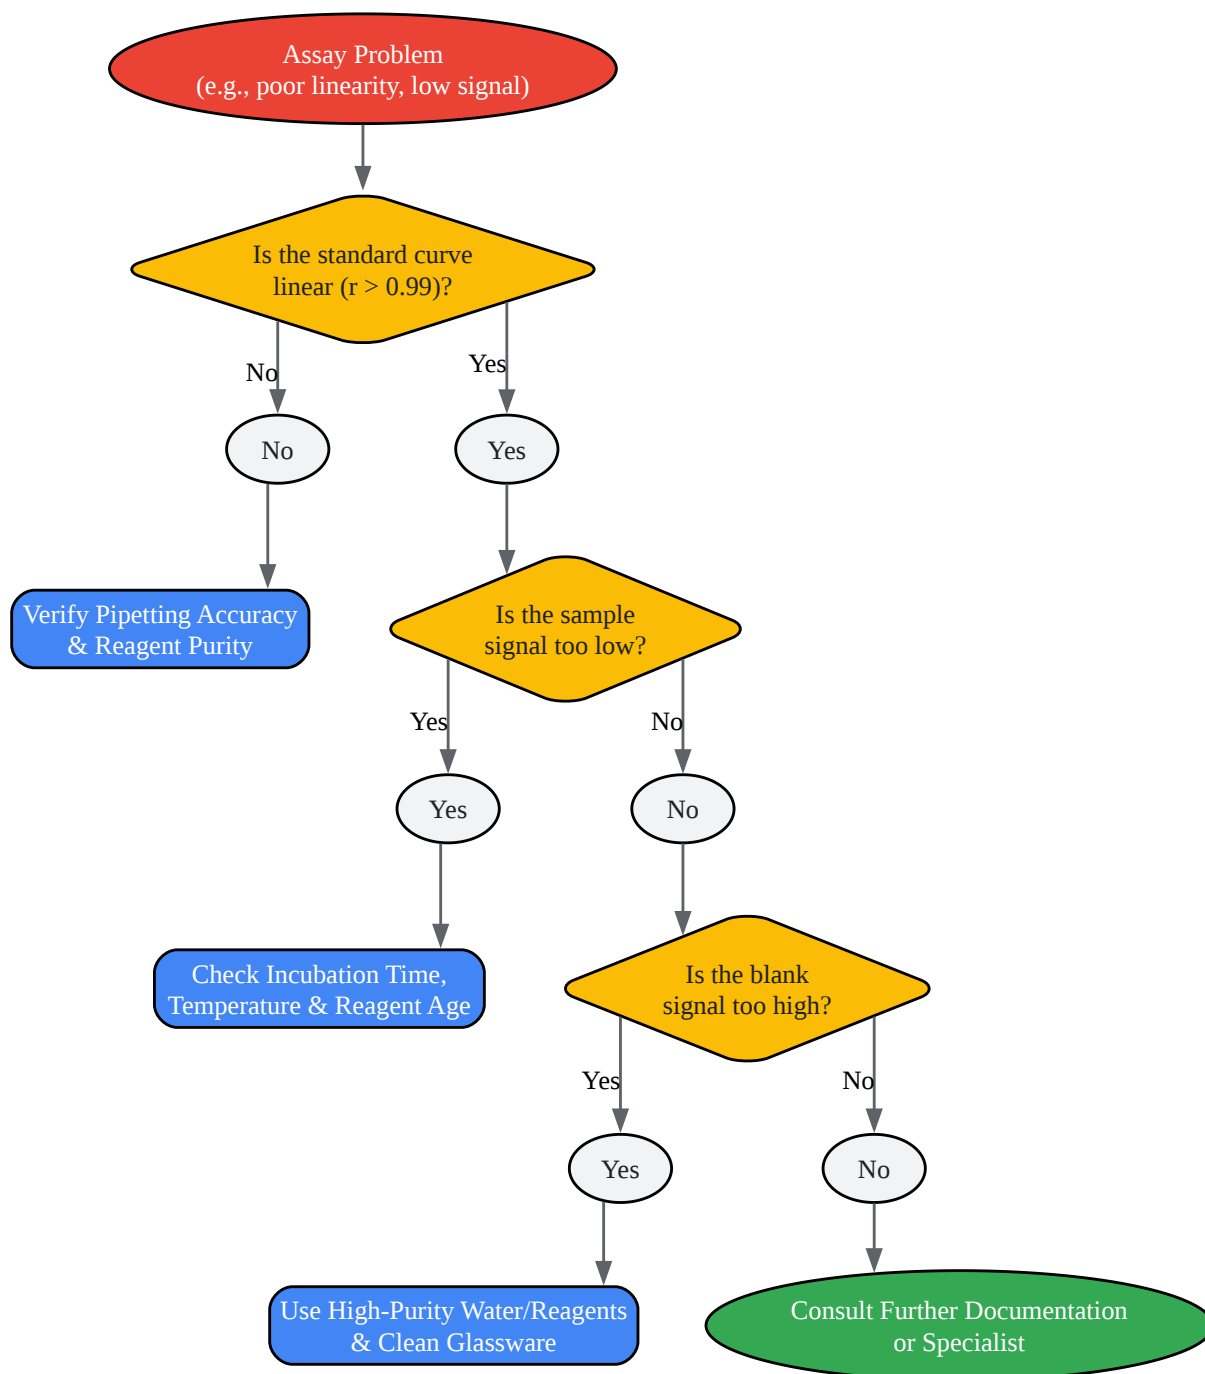 Assay Problem
(e.g., poor linearity, low signal)
Is the standard curve
linear (r > 0.99)?
No
Yes
No
Yes
Verify Pipetting Accuracy
& Reagent Purity
Is the sample
signal too low?
Yes
No
Yes
No
Check Incubation Time,
Temperature & Reagent Age
Is the blank
signal too high?
Yes
No
Yes
No
Use High-Purity Water/Reagents
& Clean Glassware
Consult Further Documentation
or Specialist